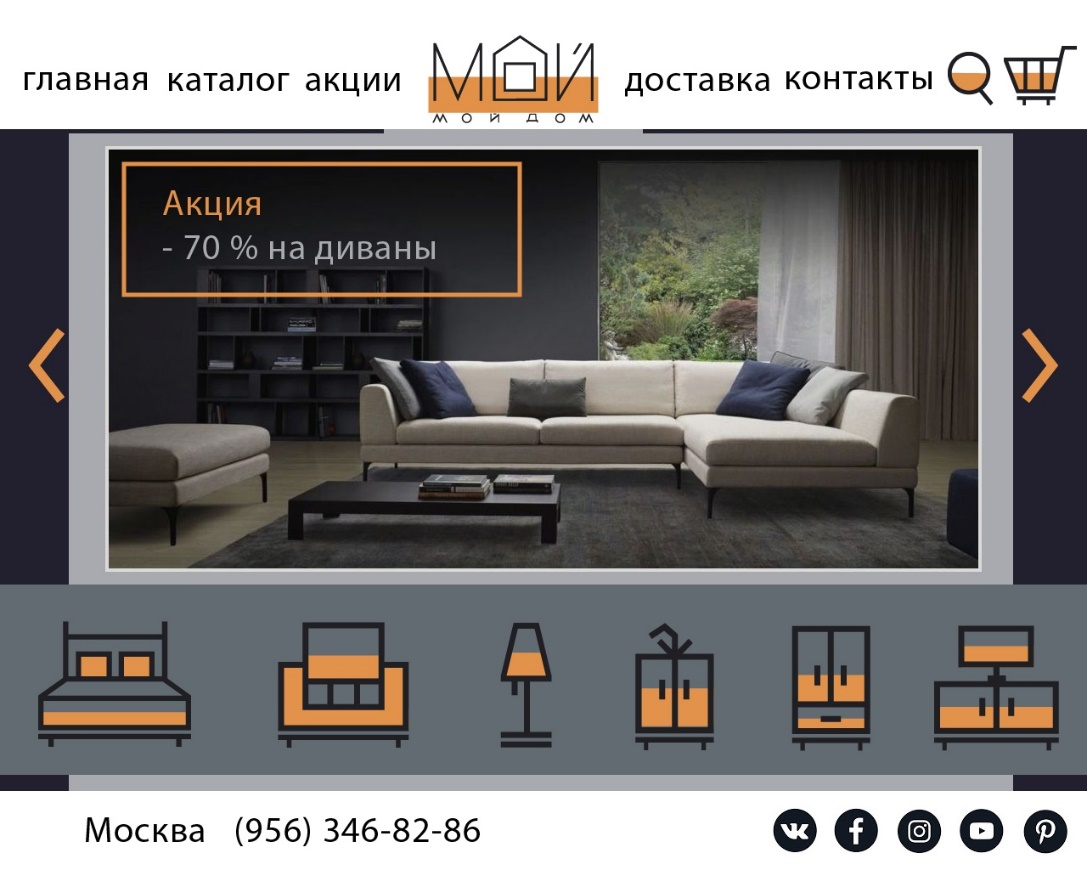 главная каталог акции
МОЙ
МОЙ ДОМ
доставка контакты
Акция
- 70 % на диваны
Москва (956) 346-82-86